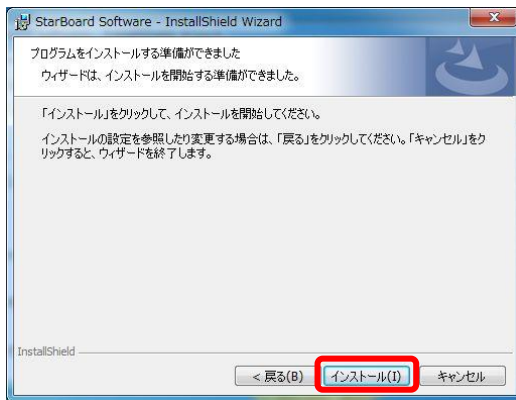 StarBoard Software - InstallShield Wizard
プログラムをインストールする準備ができました
ウィザードは、インストールを開始する準備ができました。
「インストール」をクリックして、インストールを開始してください。
インストールの設定を参照したり変更する場合は、「戻る」をクリックしてください。「キャンセル」をク
リックすると、ウィザードを終了します。
InstallShield
< 戻る(B)
インストール(I)
キャンセル